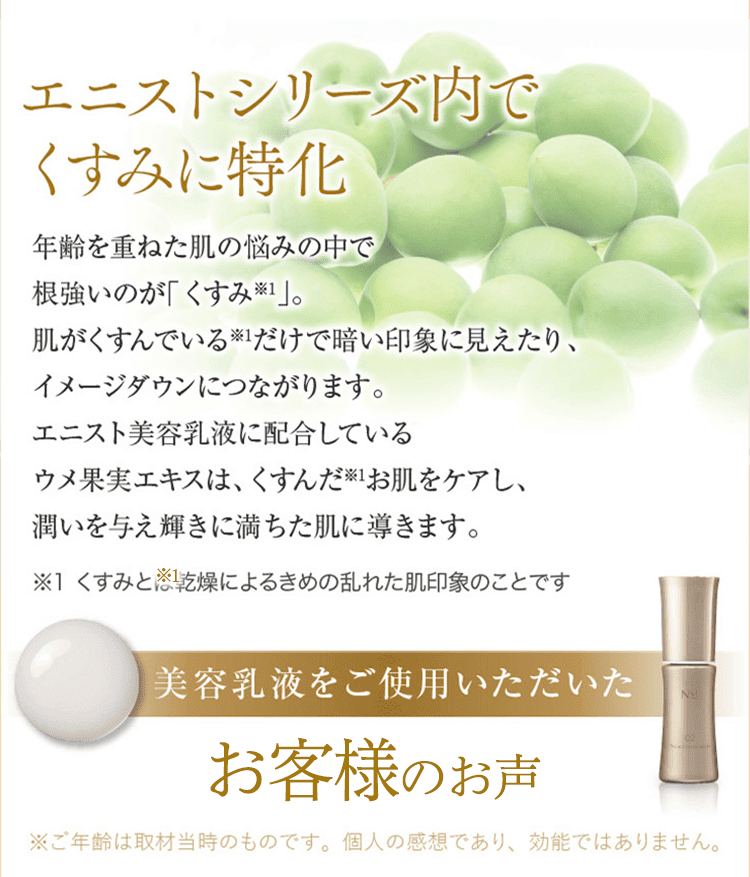 エニストシリーズ内で
くすみに特化
年齢を重ねた肌の悩みの中で
根強いのが「くすみ※1」。
肌がくすんでいる※1だけで暗い印象に見えたり、
イメージダウンにつながります。
エニスト美容乳液に配合している
ウメ果実エキスは、くすんだ※1お肌をケアし、
潤いを与え輝きに満ちた肌に導きます。
※1
※1 くすみとは乾燥によるきめの乱れた肌印象のことです
美容乳液をご使用いただいた
お客様のお声
※ご年齢は取材当時のものです。個人の感想であり、効能ではありません。